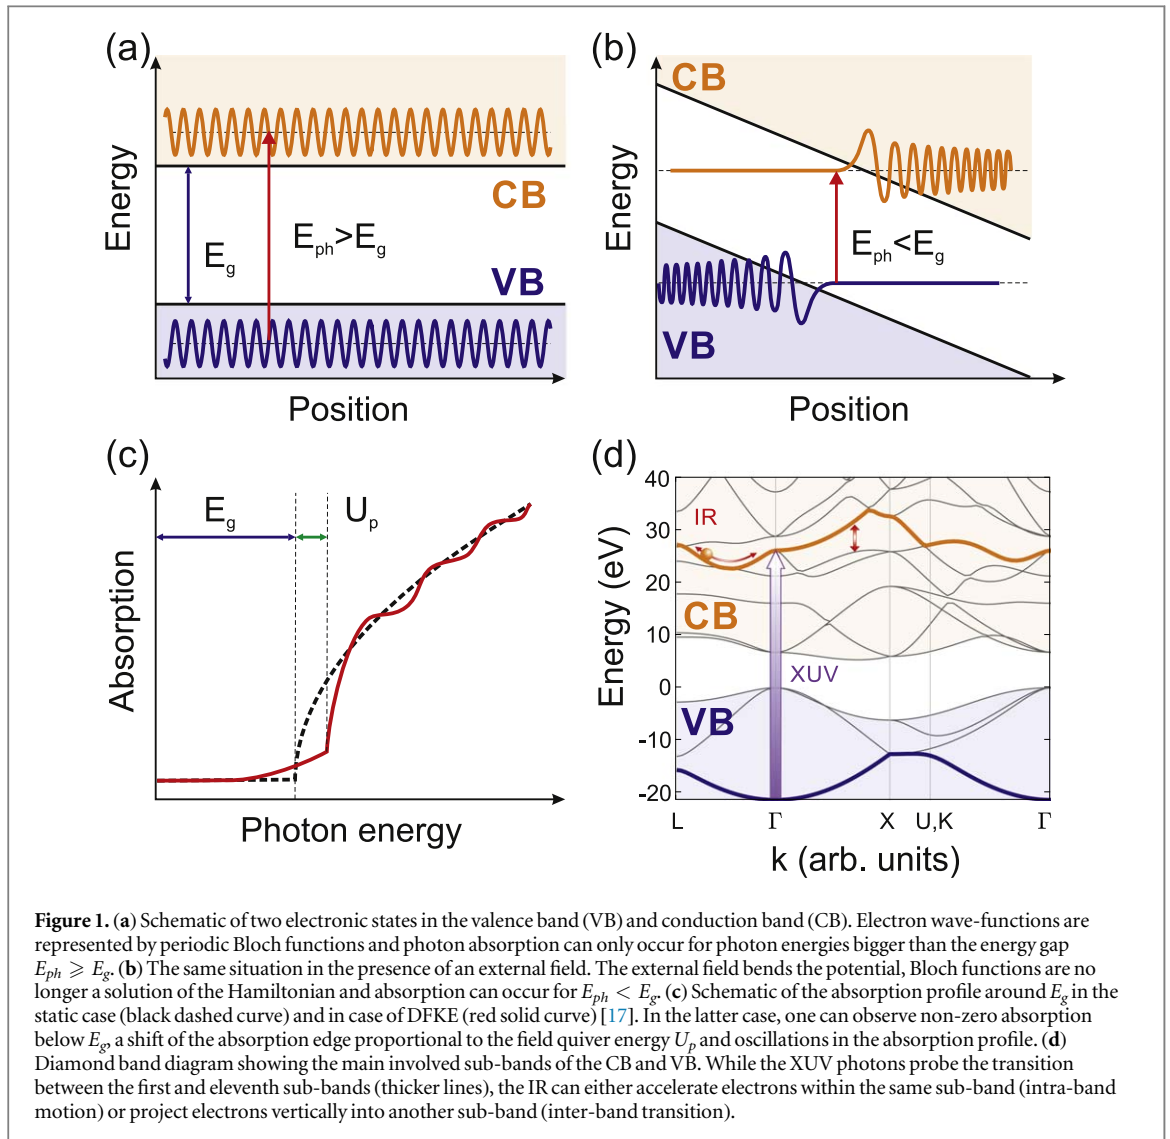 (a)
Energy
CB
E_ph>E_g
E_g
VB
Position
(b)
CB
Energy
E_ph<E_g
VB
Position
(c)
E_g
U_p
Absorption
Photon energy
(d)
40
30
20
10
0
-10
-20
Energy (eV)
IR
CB
XUV
VB
L Γ X U,K Γ
k (arb. units)
Figure 1. (a) Schematic of two electronic states in the valence band (VB) and conduction band (CB). Electron wave-functions are
represented by periodic Bloch functions and photon absorption can only occur for photon energies bigger than the energy gap
E_ph ⩾ E_g. (b) The same situation in the presence of an external field. The external field bends the potential, Bloch functions are no
longer a solution of the Hamiltonian and absorption can occur for E_ph < E_g. (c) Schematic of the absorption profile around E_g in the
static case (black dashed curve) and in case of DFKE (red solid curve) [17]. In the latter case, one can observe non-zero absorption
below E_g, a shift of the absorption edge proportional to the field quiver energy U_p and oscillations in the absorption profile. (d)
Diamond band diagram showing the main involved sub-bands of the CB and VB. While the XUV photons probe the transition
between the first and eleventh sub-bands (thicker lines), the IR can either accelerate electrons within the same sub-band (intra-band
motion) or project electrons vertically into another sub-band (inter-band transition).